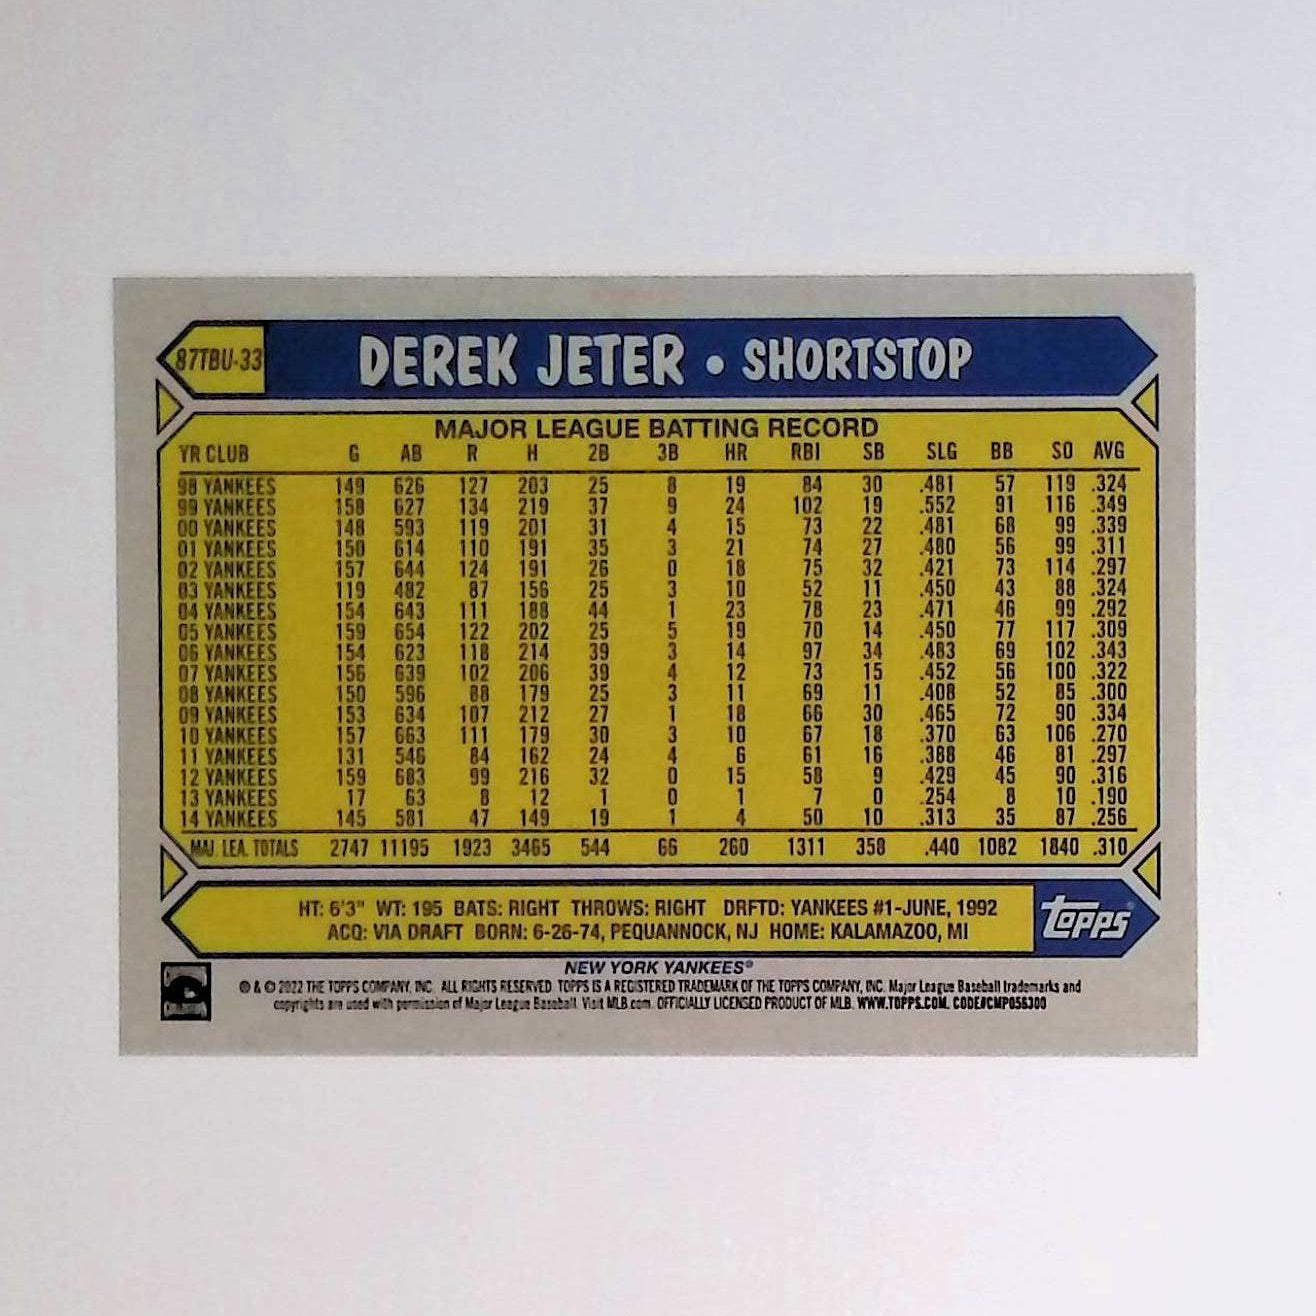 87TBU-33
DEREK JETER • SHORTSTOP
MAJOR LEAGUE BATTING RECORD
YR CLUB G AB R H 2B 3B HR RBI SB SLG BB SO AVG
98 YANKEES 149 626 127 203 25 8 19 84 30 .481 57 119 .324
99 YANKEES 158 627 134 219 37 9 24 102 19 .552 91 116 .349
00 YANKEES 148 593 119 201 31 4 15 73 22 .481 68 99 .339
01 YANKEES 150 614 110 191 35 3 21 74 27 .480 56 99 .311
02 YANKEES 157 644 124 191 26 0 18 75 32 .421 73 114 .297
03 YANKEES 119 482 87 156 25 3 10 52 11 .450 43 88 .324
04 YANKEES 154 643 111 188 44 1 23 78 23 .471 46 99 .292
05 YANKEES 159 654 122 202 25 5 19 70 14 .450 77 117 .309
06 YANKEES 154 623 118 214 39 3 14 97 34 .483 69 102 .343
07 YANKEES 156 639 102 206 39 4 12 73 15 .452 56 100 .322
08 YANKEES 150 596 88 179 25 3 11 69 11 .408 52 85 .300
09 YANKEES 153 634 107 212 27 1 18 66 30 .465 72 90 .334
10 YANKEES 157 663 111 179 30 3 10 67 18 .370 63 106 .270
11 YANKEES 131 546 84 162 24 4 6 61 16 .388 46 81 .297
12 YANKEES 159 683 99 216 32 0 15 58 9 .429 45 90 .316
13 YANKEES 17 63 8 12 1 0 1 7 0 .254 8 10 .190
14 YANKEES 145 581 47 149 19 1 4 50 10 .313 35 87 .256
MAJ. LEA. TOTALS 2747 11195 1923 3465 544 66 260 1311 358 .440 1082 1840 .310
HT: 6'3" WT: 195 BATS: RIGHT THROWS: RIGHT DRFTD: YANKEES #1-JUNE, 1992
ACQ: VIA DRAFT BORN: 6-26-74, PEQUANNOCK, NJ HOME: KALAMAZOO, MI
topps®
NEW YORK YANKEES®
® & © 2022 THE TOPPS COMPANY, INC. ALL RIGHTS RESERVED. TOPPS IS A REGISTERED TRADEMARK OF THE TOPPS COMPANY, INC. Major League Baseball trademarks and
copyrights are used with permission of Major League Baseball. Visit MLB.com. OFFICIALLY LICENSED PRODUCT OF MLB. WWW.TOPPS.COM. CODE#CMP056300